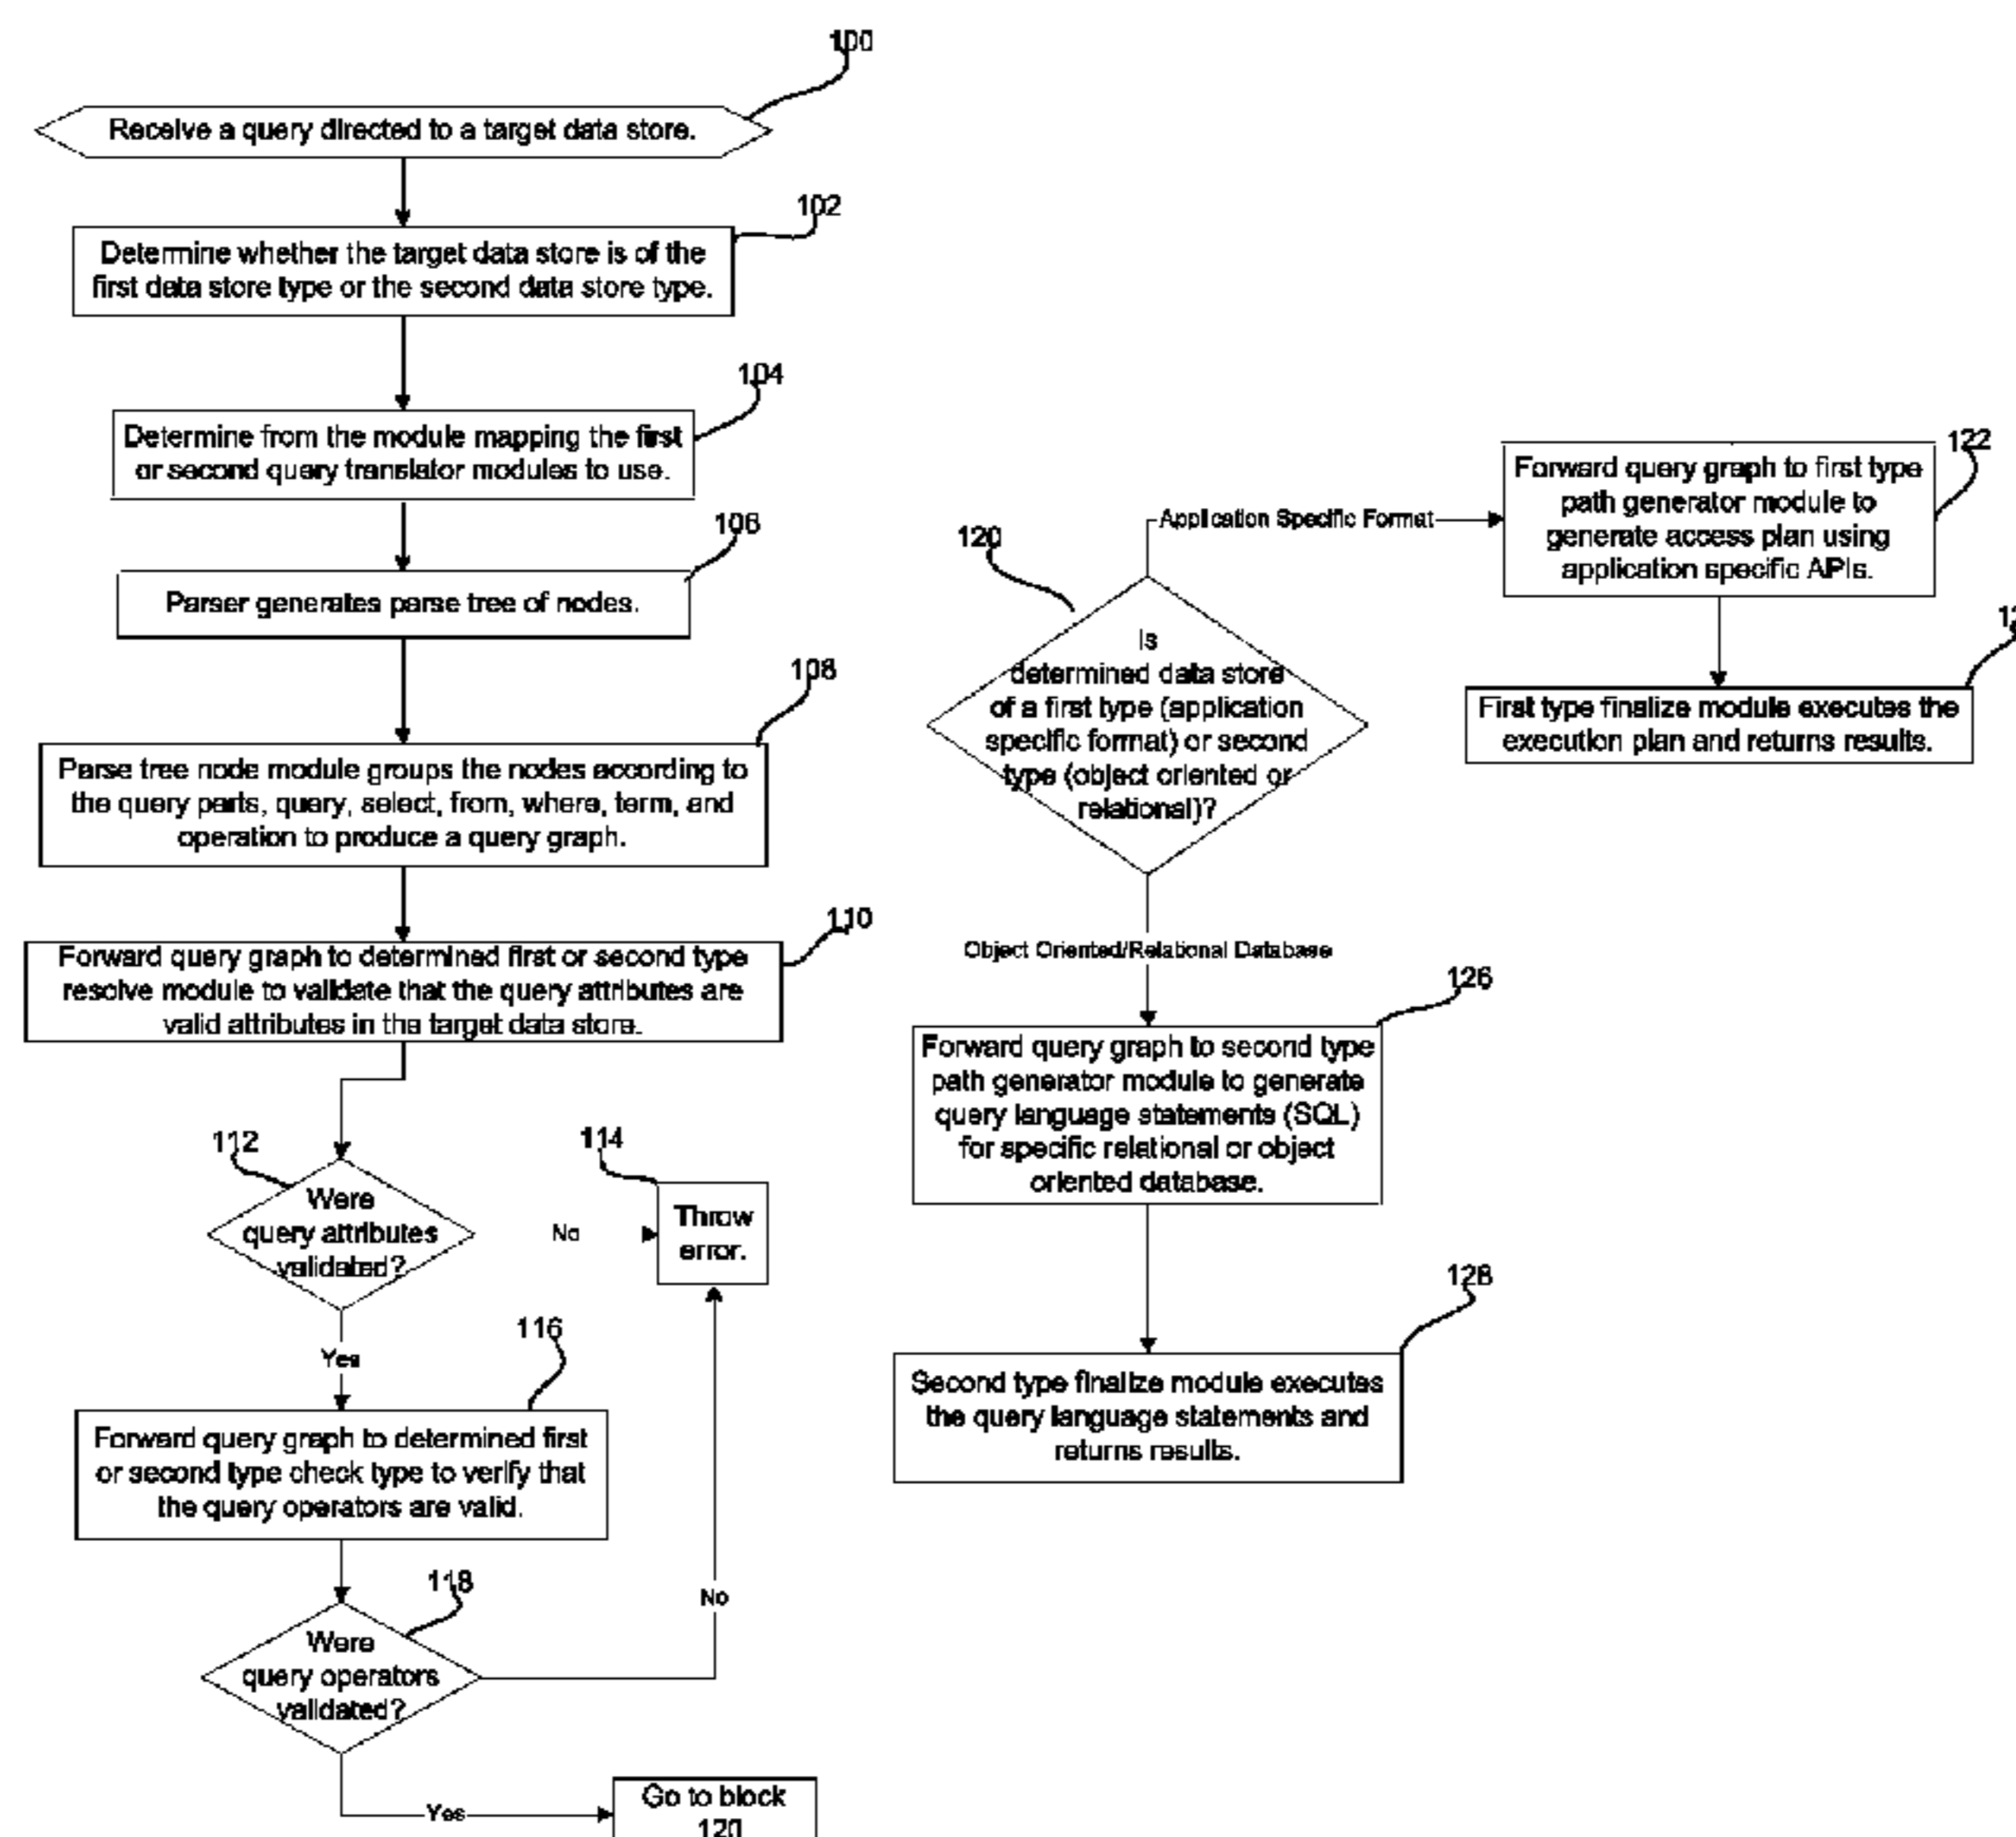 100
Receive a query directed to a target data store.
102
Determine whether the target data store is of the
first data store type or the second data store type.
104
Determine from the module mapping the first
or second query translator modules to use.
106
Parser generates parse tree of nodes.
108
Parse tree node module groups the nodes according to
the query parts, query, select, from, where, term, and
operation to produce a query graph.
110
Forward query graph to determined first or second type
resolve module to validate that the query attributes are
valid attributes in the target data store.
112
Were
query attributes
validated?
No
114
Throw
error.
Yes
116
Forward query graph to determined first
or second type check type to verify that
the query operators are valid.
118
Were
query operators
validated?
No
Yes
Go to block
120
120
Is
determined data store
of a first type (application
specific format) or second
type (object oriented or
relational)?
Application Specific Format
122
Forward query graph to first type
path generator module to
generate access plan using
application specific APIs.
First type finalize module executes the
execution plan and returns results.
Object Oriented/Relational Database
126
Forward query graph to second type
path generator module to generate
query language statements (SQL)
for specific relational or object
oriented database.
128
Second type finalize module executes
the query language statements and
returns results.